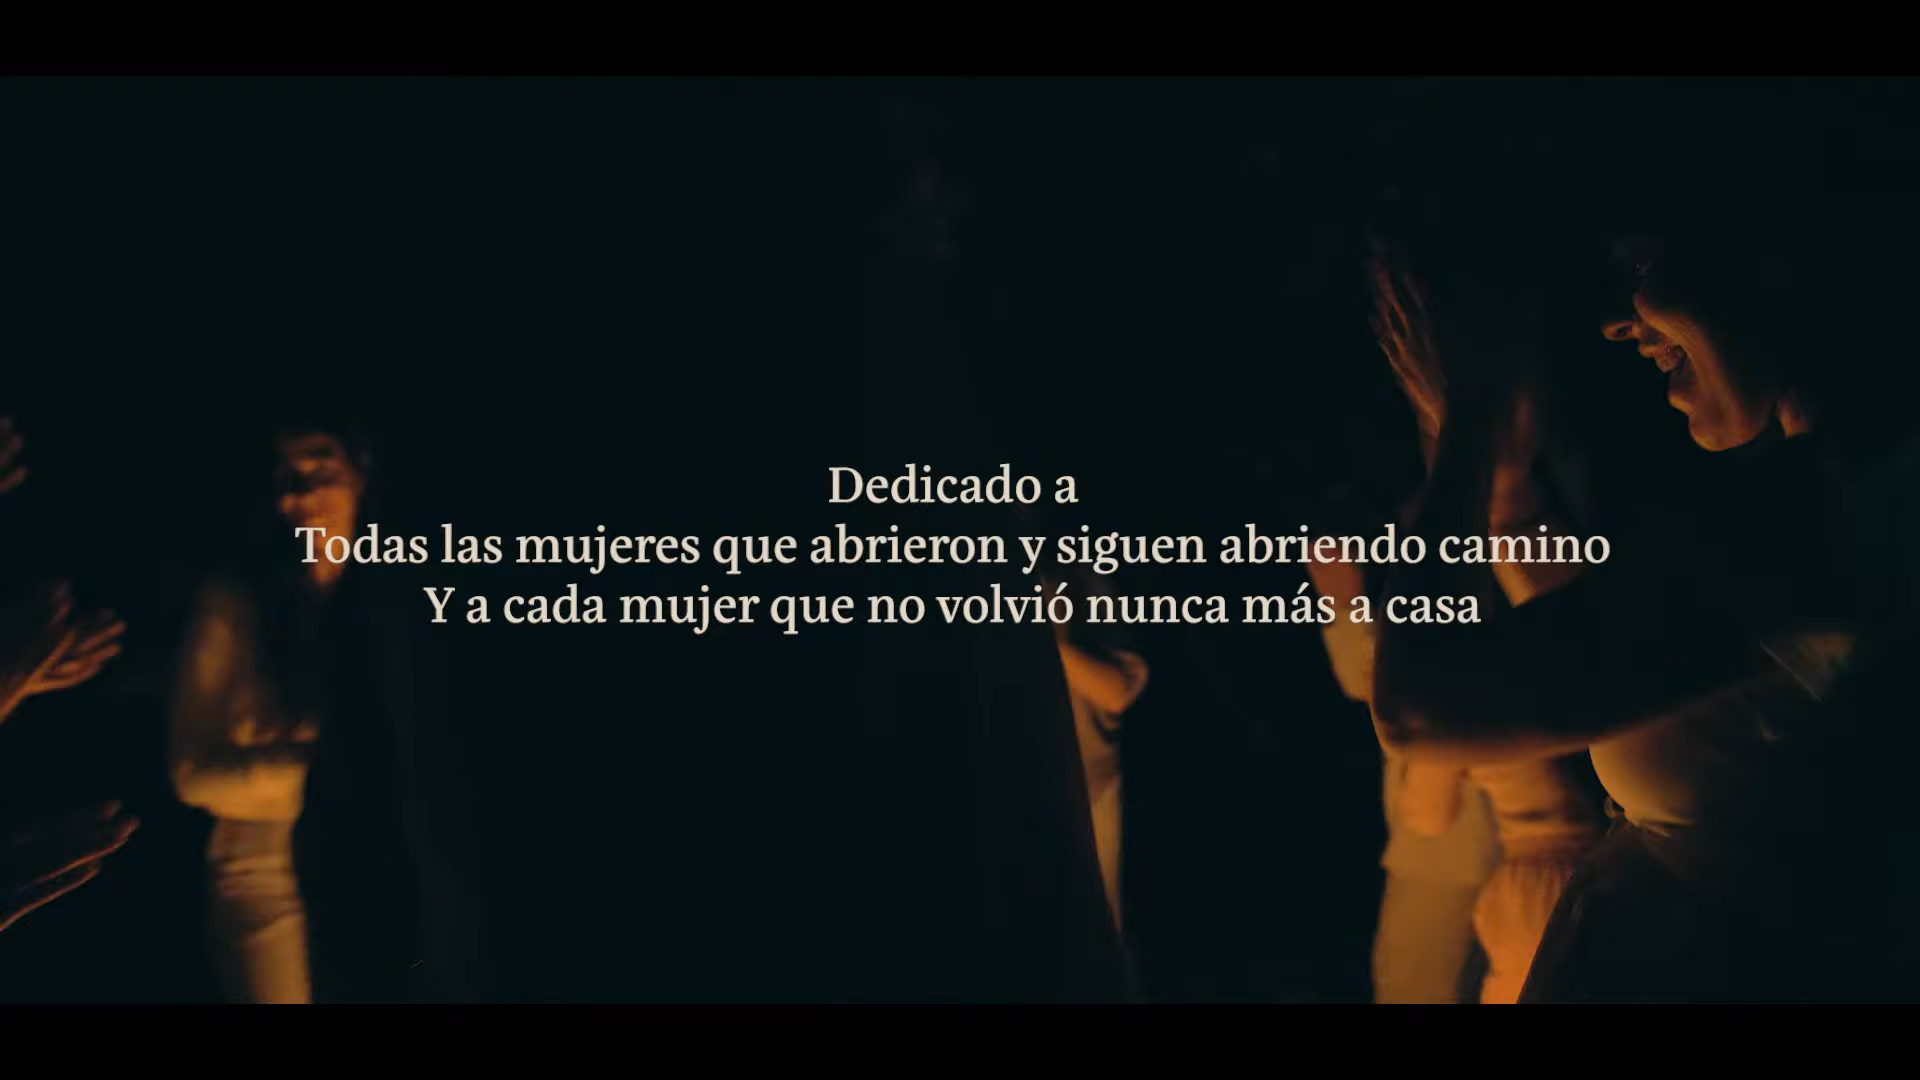 Dedicado a
Todas las mujeres que abrieron y siguen abriendo camino
Y a cada mujer que no volvió nunca más a casa